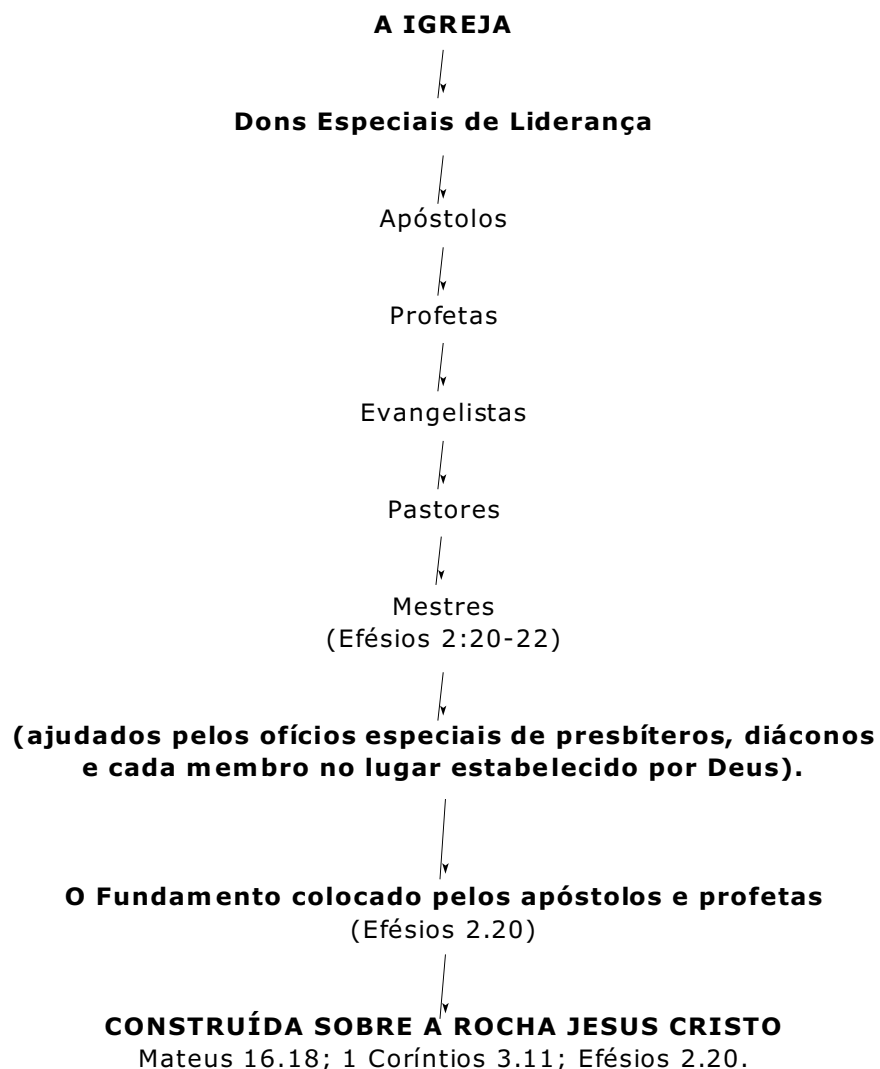 A IGREJA
Dons Especiais de Liderança
Apóstolos
Profetas
Evangelistas
Pastores
Mestres
(Efésios 2:20-22)
(ajudados pelos ofícios especiais de presbíteros, diáconos
e cada membro no lugar estabelecido por Deus).
O Fundamento colocado pelos apóstolos e profetas
(Efésios 2.20)
CONSTRUÍDA SOBRE A ROCHA JESUS CRISTO
Mateus 16.18; 1 Coríntios 3.11; Efésios 2.20.